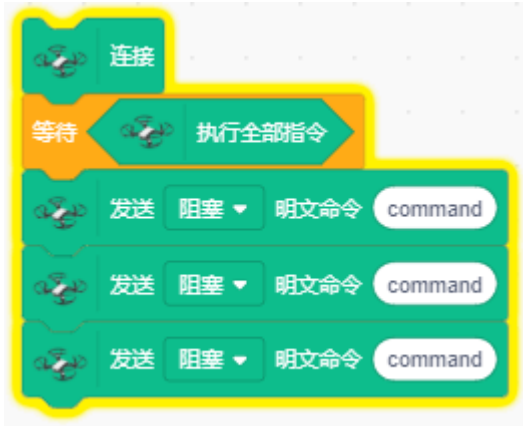 连接
等待 执行全部指令
发送 阻塞 明文命令 command
发送 阻塞 明文命令 command
发送 阻塞 明文命令 command